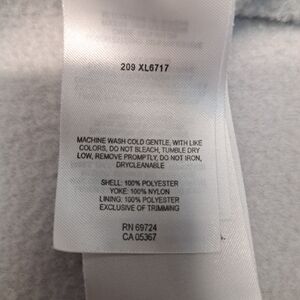 209 XL6717
MACHINE WASH COLD GENTLE, WITH LIKE
COLORS, DO NOT BLEACH, TUMBLE DRY
LOW, REMOVE PROMPTLY, DO NOT IRON,
DRYCLEANABLE
SHELL: 100% POLYESTER
YOKE: 100% NYLON
LINING: 100% POLYESTER
EXCLUSIVE OF TRIMMING
RN 69724
CA 05367